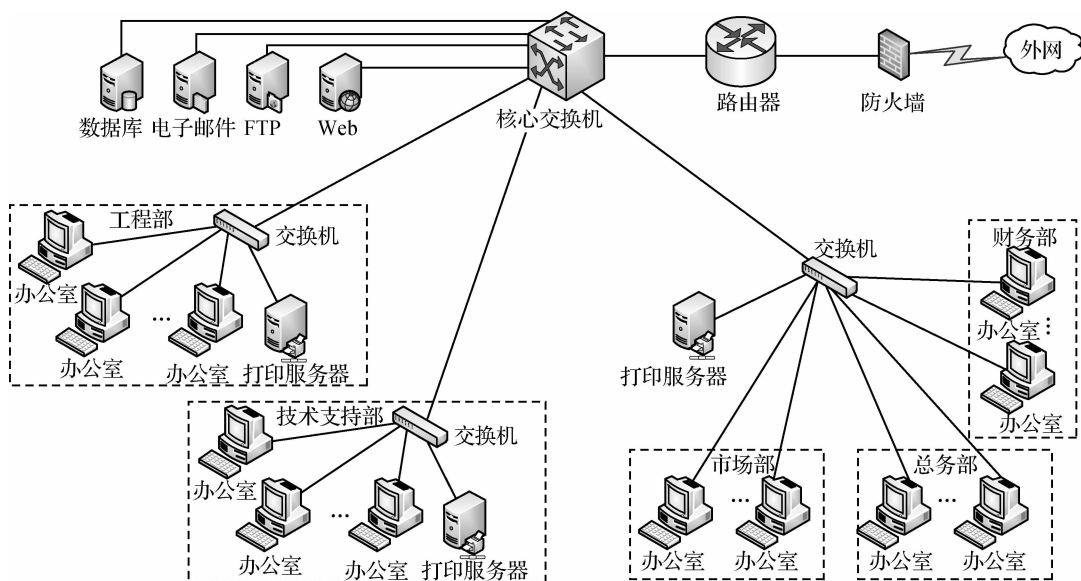 外网
数据库 电子邮件 FTP Web
核心交换机
路由器
防火墙
工程部
交换机
办公室
办公室
...
办公室
打印服务器
技术支持部
交换机
办公室
办公室
...
办公室
打印服务器
交换机
打印服务器
财务部
办公室
...
办公室
市场部
...
办公室
办公室
总务部
...
办公室
办公室